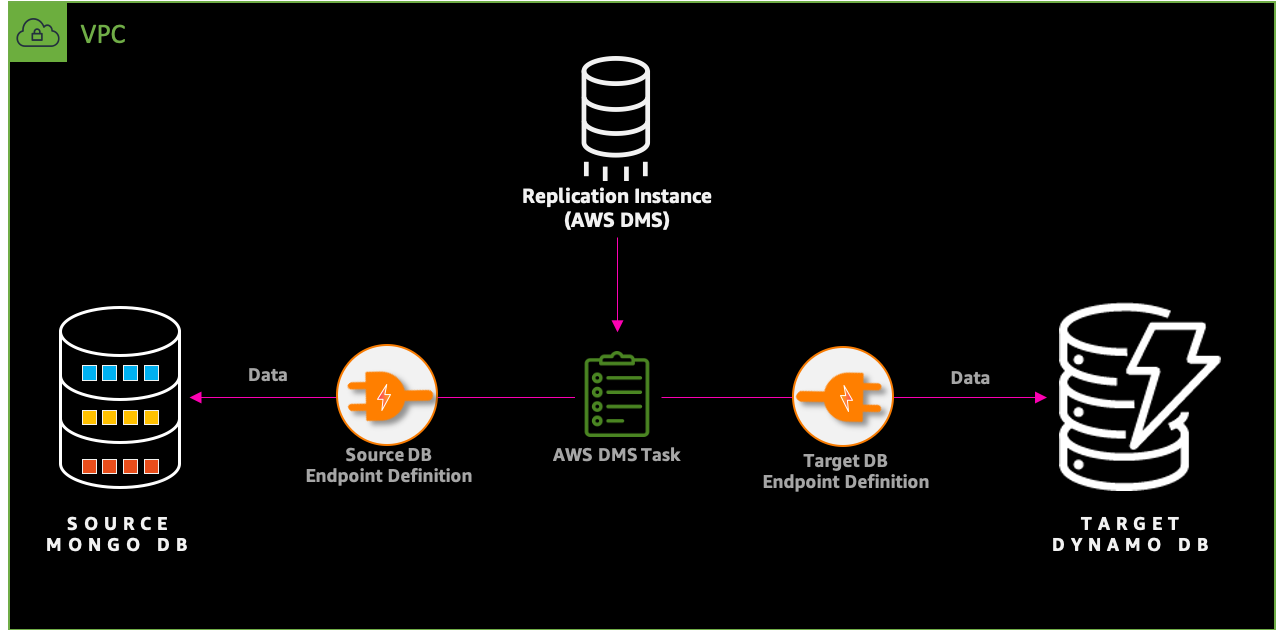 VPC
Replication Instance
(AWS DMS)
Data
Data
Source DB
Endpoint Definition
AWS DMS Task
Target DB
Endpoint Definition
SOURCE
MONGO DB
TARGET
DYNAMO DB